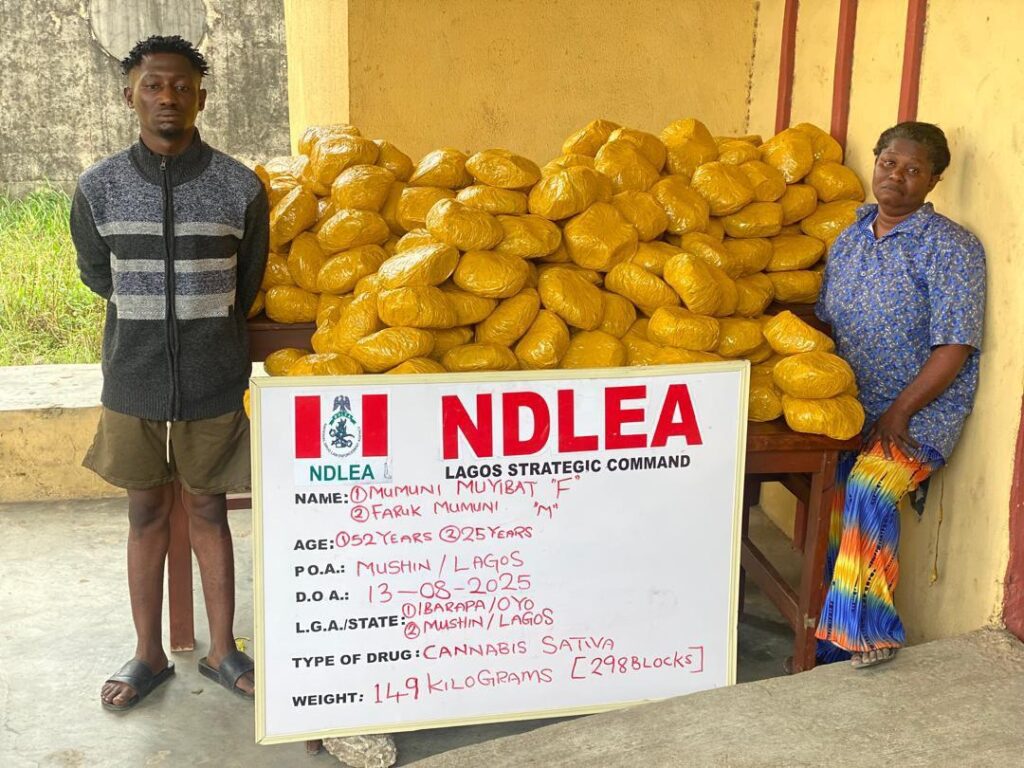 NDLEA
NDLEA
LAGOS STRATEGIC COMMAND
NAME: ① MUMUNI MUYIBAT "F"
② FARUK MUMUNI "M"
AGE: ① 52 YEARS ② 25 YEARS
P.O.A.: MUSHIN / LAGOS
D.O A.: 13-08-2025
L.G.A./STATE: ① IBARAPA/OYO
② MUSHIN/LAGOS
TYPE OF DRUG: CANNABIS SATIVA
WEIGHT: 149 KILOGRAMS [298 BLOCKS]